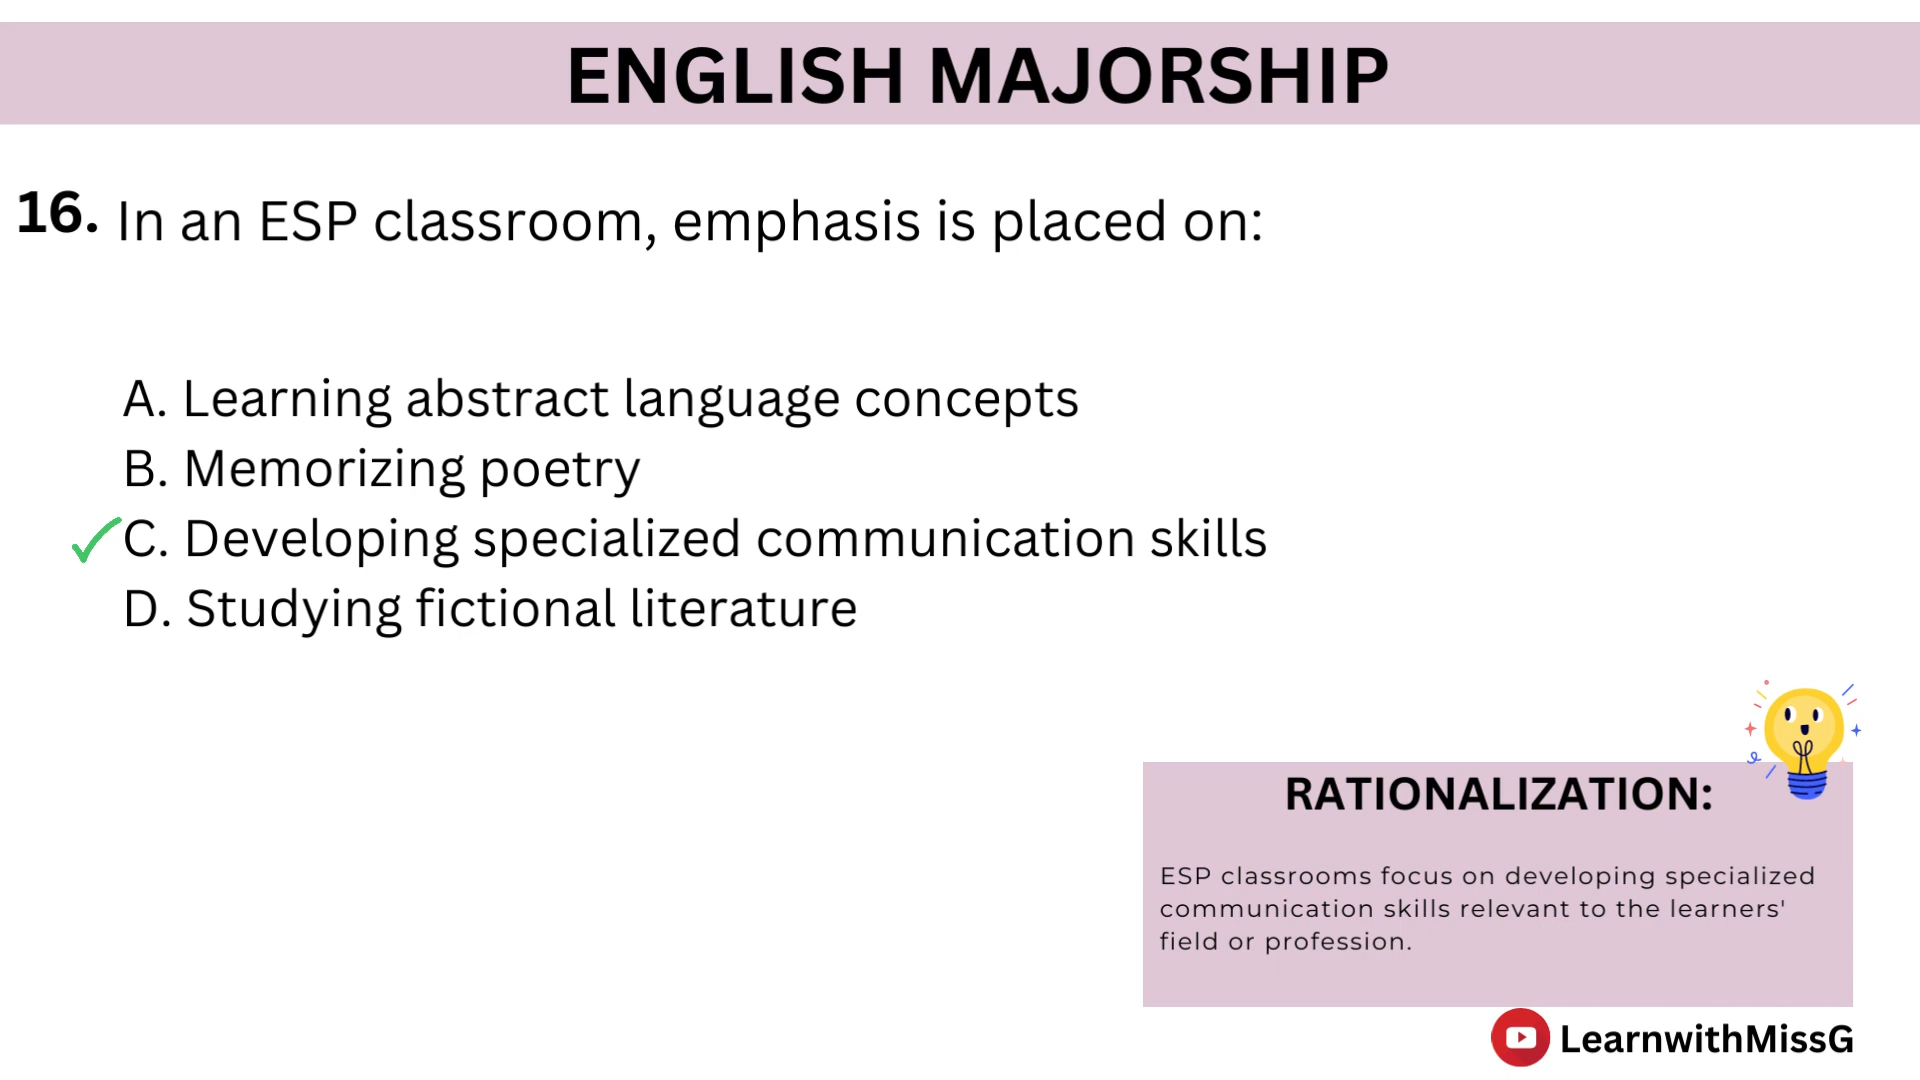 ENGLISH MAJORSHIP
16. In an ESP classroom, emphasis is placed on:
A. Learning abstract language concepts
B. Memorizing poetry
C. Developing specialized communication skills
D. Studying fictional literature
RATIONALIZATION:
ESP classrooms focus on developing specialized
communication skills relevant to the learners'
field or profession.
LearnwithMissG